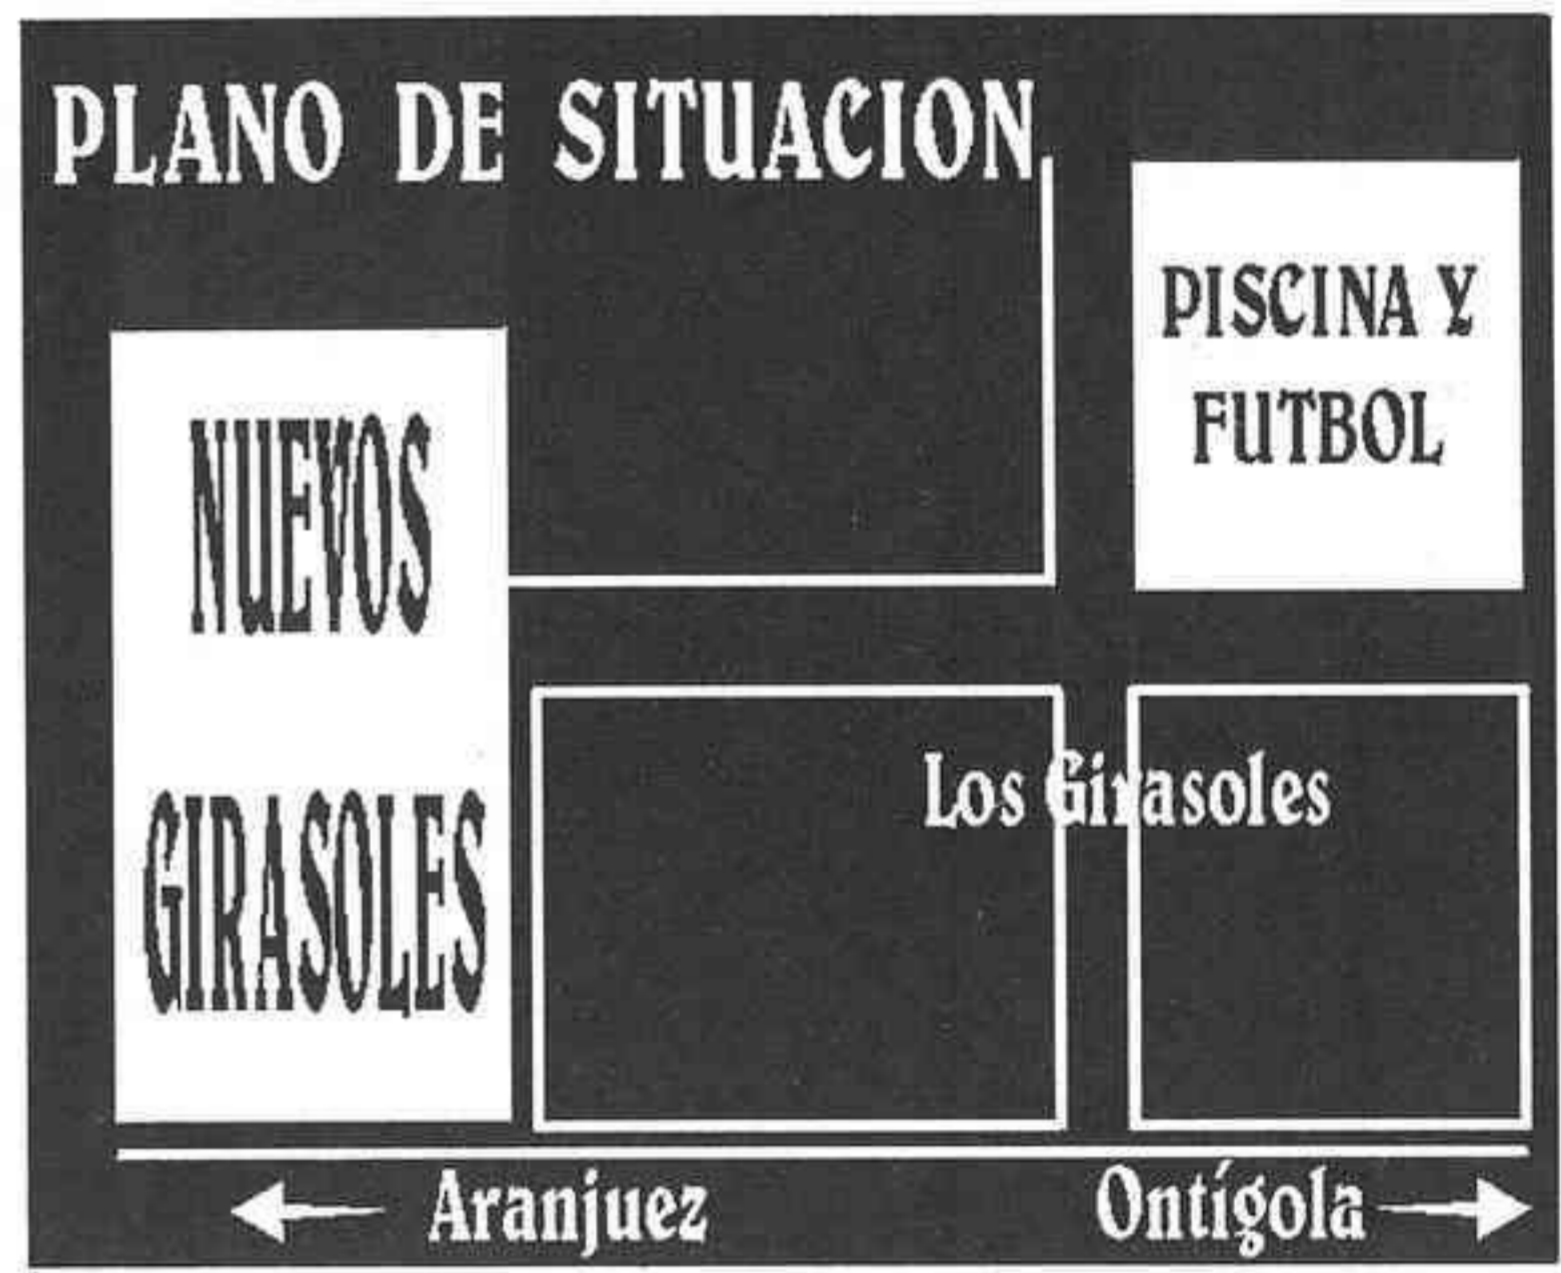 PLANO DE SITUACION
PISCINA Y
FUTBOL
NUEVOS
GIRASOLES
Los Girasoles
Aranjuez
Ontígola